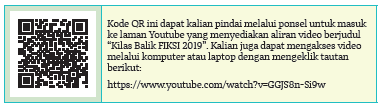 Kode QR ini dapat kalian pindai melalui ponsel untuk masuk
ke laman Youtube yang menyediakan aliran video berjudul
“Kilas Balik FIKSI 2019”. Kalian juga dapat mengakses video
melalui komputer atau laptop dengan mengeklik tautan
berikut:
https://www.youtube.com/watch?v=GGJS8n-Si9w